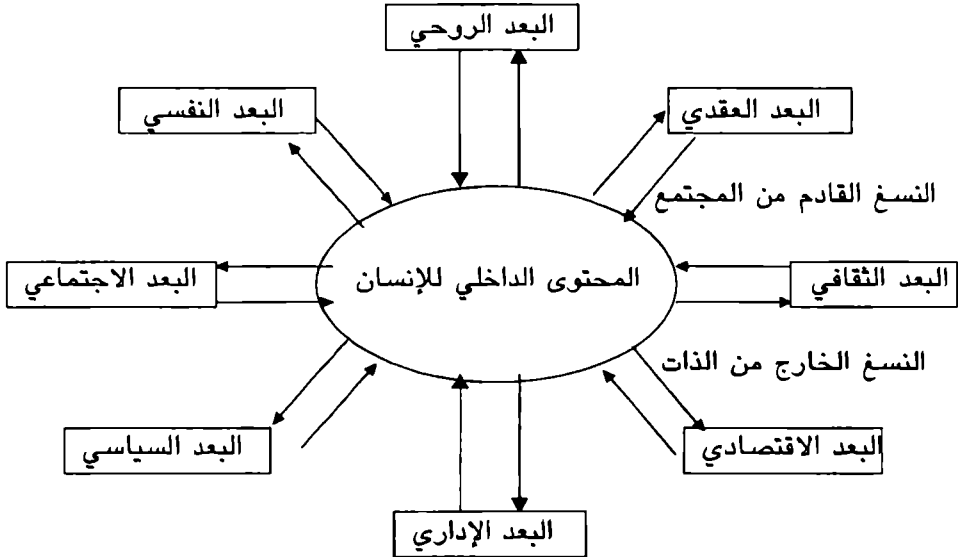 البعد الروحي
البعد العقدي
البعد النفسي
النسغ القادم من المجتمع
البعد الثقافي
المحتوى الداخلي للإنسان
البعد الاجتماعي
النسغ الخارج من الذات
البعد الاقتصادي
البعد السياسي
البعد الإداري